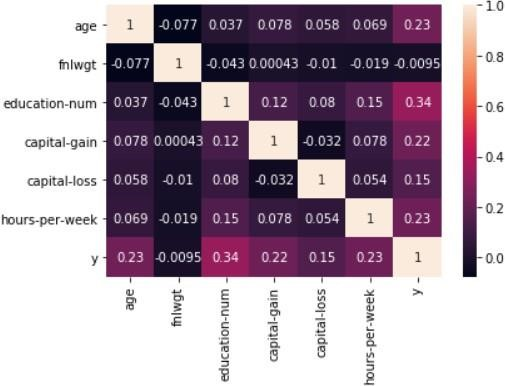 age 1 -0.077 0.037 0.078 0.058 0.069 0.23
fnlwgt -0.077 1 -0.043 0.00043 -0.01 -0.019 -0.0095
education-num 0.037 -0.043 1 0.12 0.08 0.15 0.34
capital-gain 0.078 0.00043 0.12 1 -0.032 0.078 0.22
capital-loss 0.058 -0.01 0.08 -0.032 1 0.054 0.15
hours-per-week 0.069 -0.019 0.15 0.078 0.054 1 0.23
y 0.23 -0.0095 0.34 0.22 0.15 0.23 1
age
fnlwgt
education-num
capital-gain
capital-loss
hours-per-week
y
1.0
0.8
0.6
0.4
0.2
0.0